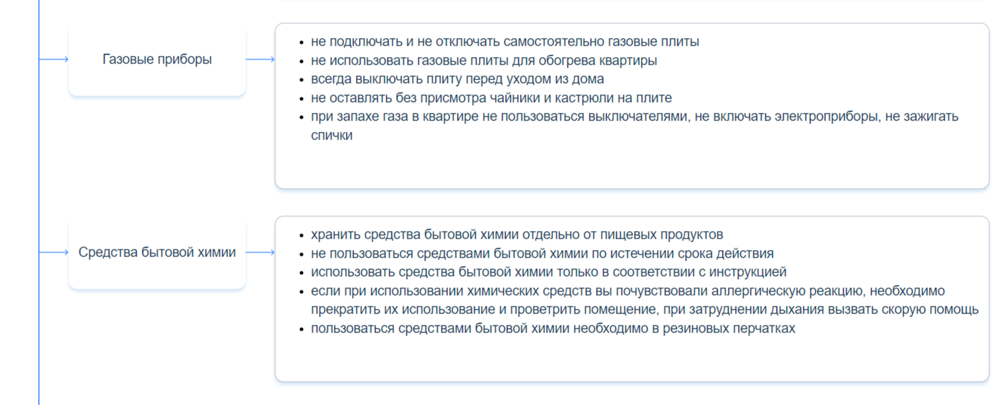 Газовые приборы
не подключать и не отключать самостоятельно газовые плиты
не использовать газовые плиты для обогрева квартиры
всегда выключать плиту перед уходом из дома
не оставлять без присмотра чайники и кастрюли на плите
при запахе газа в квартире не пользоваться выключателями, не включать электроприборы, не зажигать
спички
Средства бытовой химии
хранить средства бытовой химии отдельно от пищевых продуктов
не пользоваться средствами бытовой химии по истечении срока действия
использовать средства бытовой химии только в соответствии с инструкцией
если при использовании химических средств вы почувствовали аллергическую реакцию, необходимо
прекратить их использование и проветрить помещение, при затруднении дыхания вызвать скорую помощь
пользоваться средствами бытовой химии необходимо в резиновых перчатках